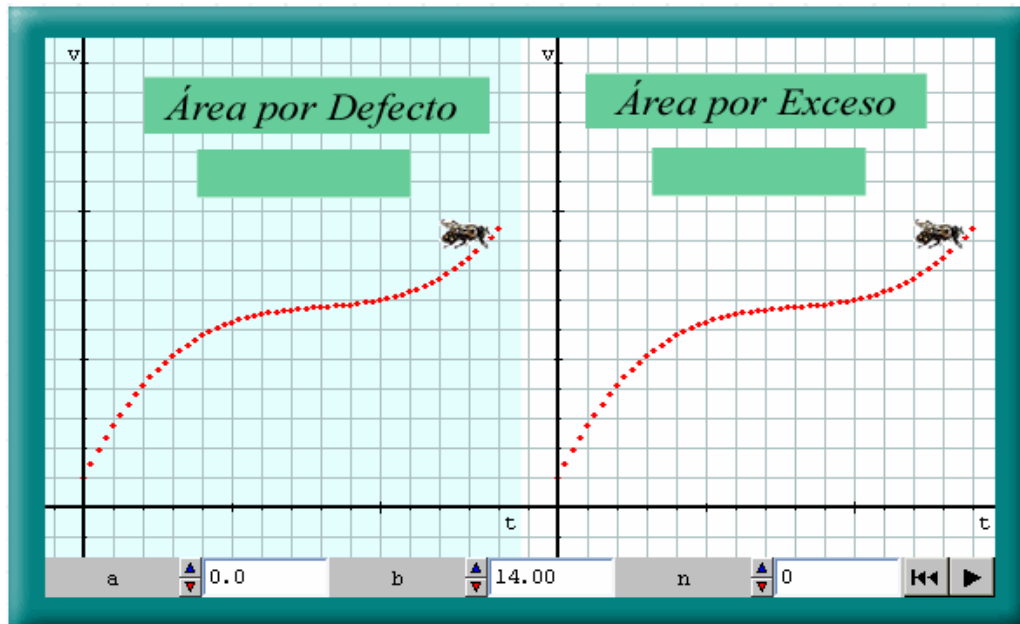 v
v
Área por Defecto
Área por Exceso
t
t
a 0.0 b 14.00 n 0